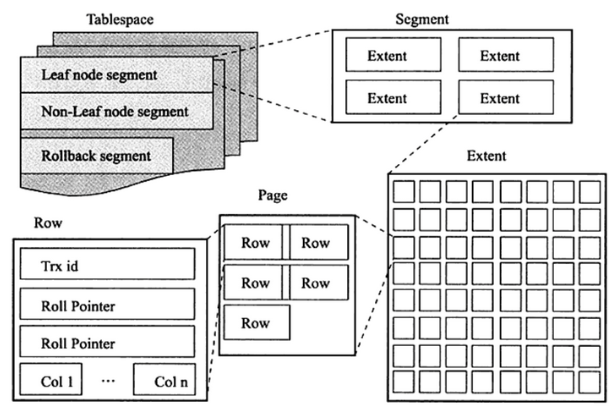 Tablespace
Segment
Leaf node segment
Non-Leaf node segment
Rollback segment
Extent
Extent
Extent
Extent
Extent
Page
Row
Row
Row
Row
Row
Row
Trx id
Roll Pointer
Roll Pointer
Col 1
...
Col n